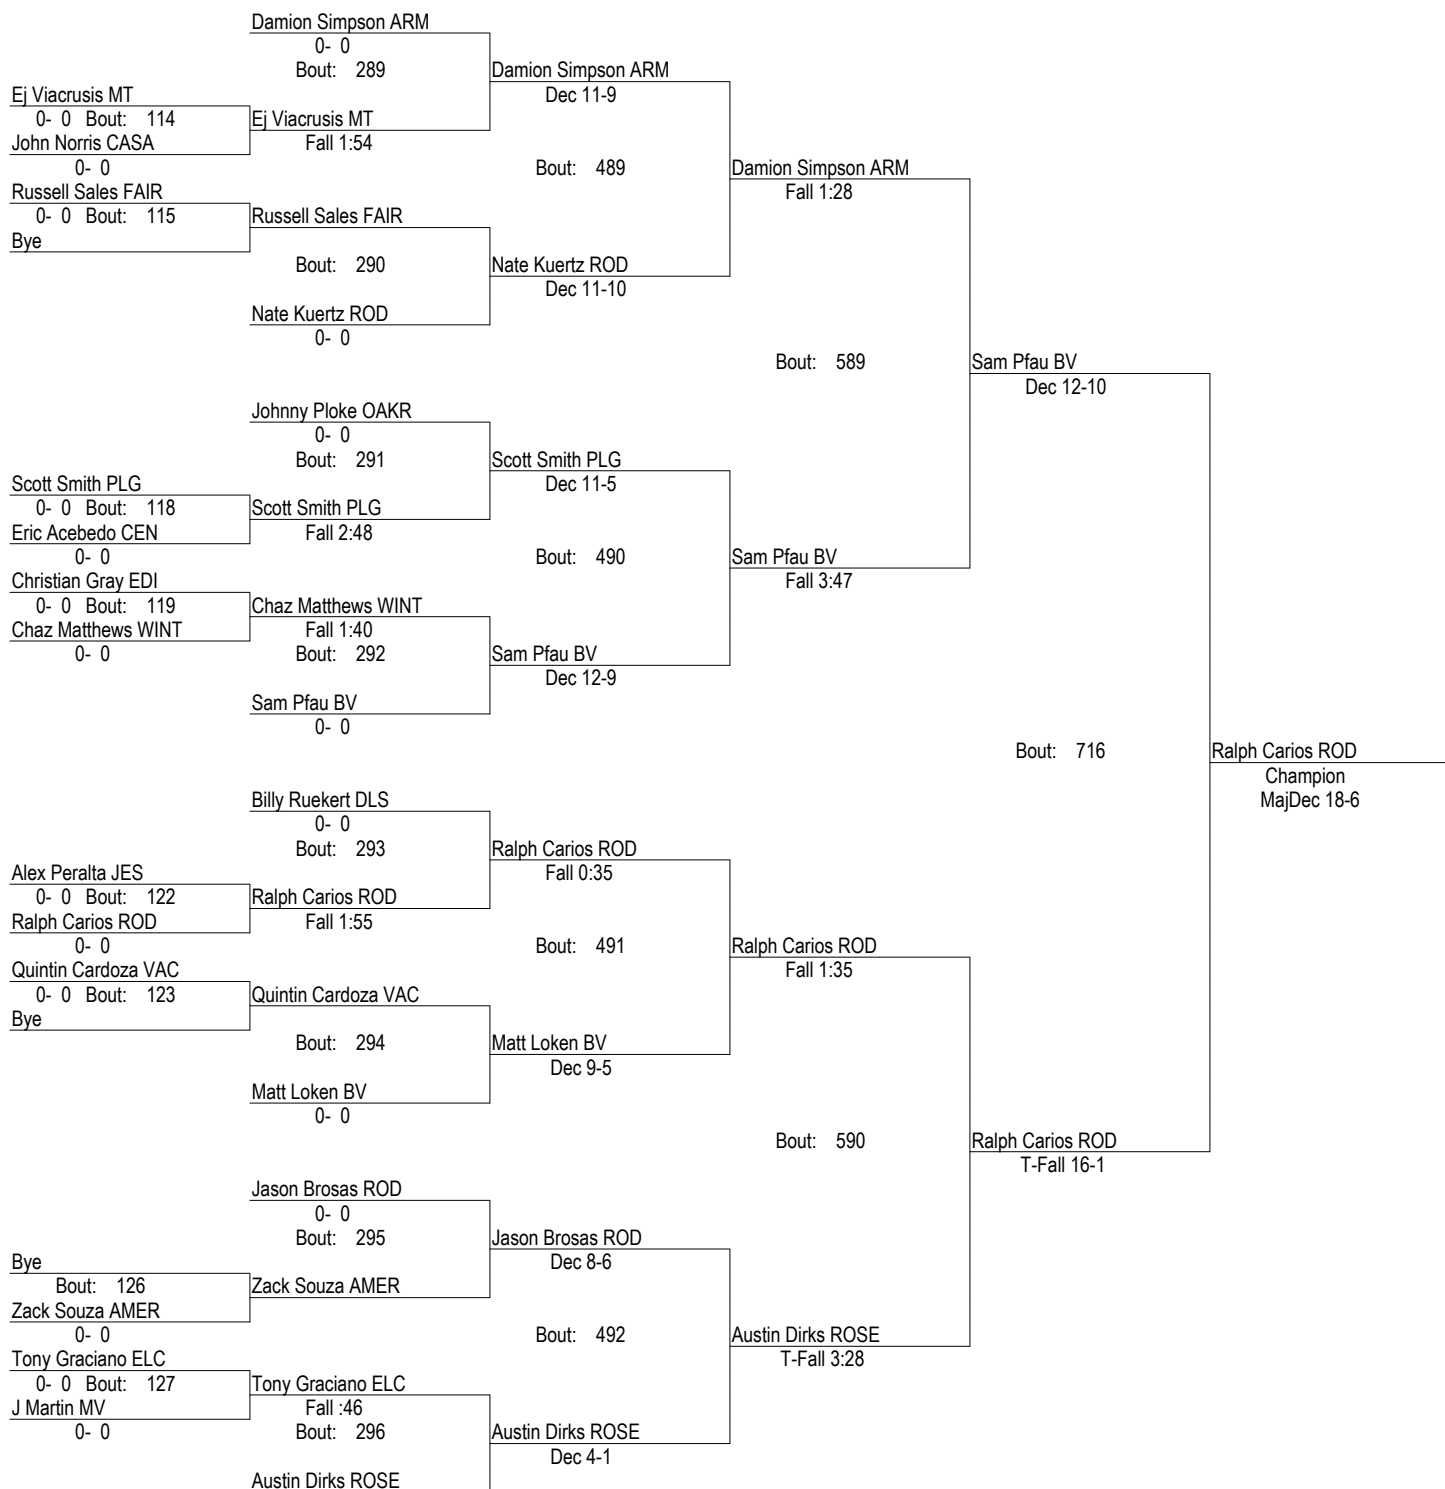 Damion Simpson ARM
0- 0
Bout: 289
Damion Simpson ARM
Dec 11-9
Ej Viacrusis MT
0- 0 Bout: 114
Ej Viacrusis MT
John Norris CASA
Fall 1:54
0- 0
Bout: 489
Damion Simpson ARM
Fall 1:28
Russell Sales FAIR
0- 0 Bout: 115
Russell Sales FAIR
Bye
Bout: 290
Nate Kuertz ROD
Dec 11-10
Nate Kuertz ROD
0- 0
Bout: 589
Sam Pfau BV
Dec 12-10
Johnny Ploke OAKR
0- 0
Bout: 291
Scott Smith PLG
Dec 11-5
Scott Smith PLG
0- 0 Bout: 118
Scott Smith PLG
Eric Acebedo CEN
Fall 2:48
0- 0
Bout: 490
Sam Pfau BV
Fall 3:47
Christian Gray EDI
0- 0 Bout: 119
Chaz Matthews WINT
Chaz Matthews WINT
Fall 1:40
0- 0
Bout: 292
Sam Pfau BV
Dec 12-9
Sam Pfau BV
0- 0
Bout: 716
Ralph Carios ROD
Champion
MajDec 18-6
Billy Ruekert DLS
0- 0
Bout: 293
Ralph Carios ROD
Fall 0:35
Alex Peralta JES
0- 0 Bout: 122
Ralph Carios ROD
Ralph Carios ROD
Fall 1:55
0- 0
Bout: 491
Ralph Carios ROD
Fall 1:35
Quintin Cardoza VAC
0- 0 Bout: 123
Quintin Cardoza VAC
Bye
Bout: 294
Matt Loken BV
Dec 9-5
Matt Loken BV
0- 0
Bout: 590
Ralph Carios ROD
T-Fall 16-1
Jason Brosas ROD
0- 0
Bout: 295
Jason Brosas ROD
Dec 8-6
Bye
Bout: 126
Zack Souza AMER
Zack Souza AMER
0- 0
Bout: 492
Austin Dirks ROSE
T-Fall 3:28
Tony Graciano ELC
0- 0 Bout: 127
Tony Graciano ELC
J Martin MV
Fall :46
0- 0
Bout: 296
Austin Dirks ROSE
Dec 4-1
Austin Dirks ROSE